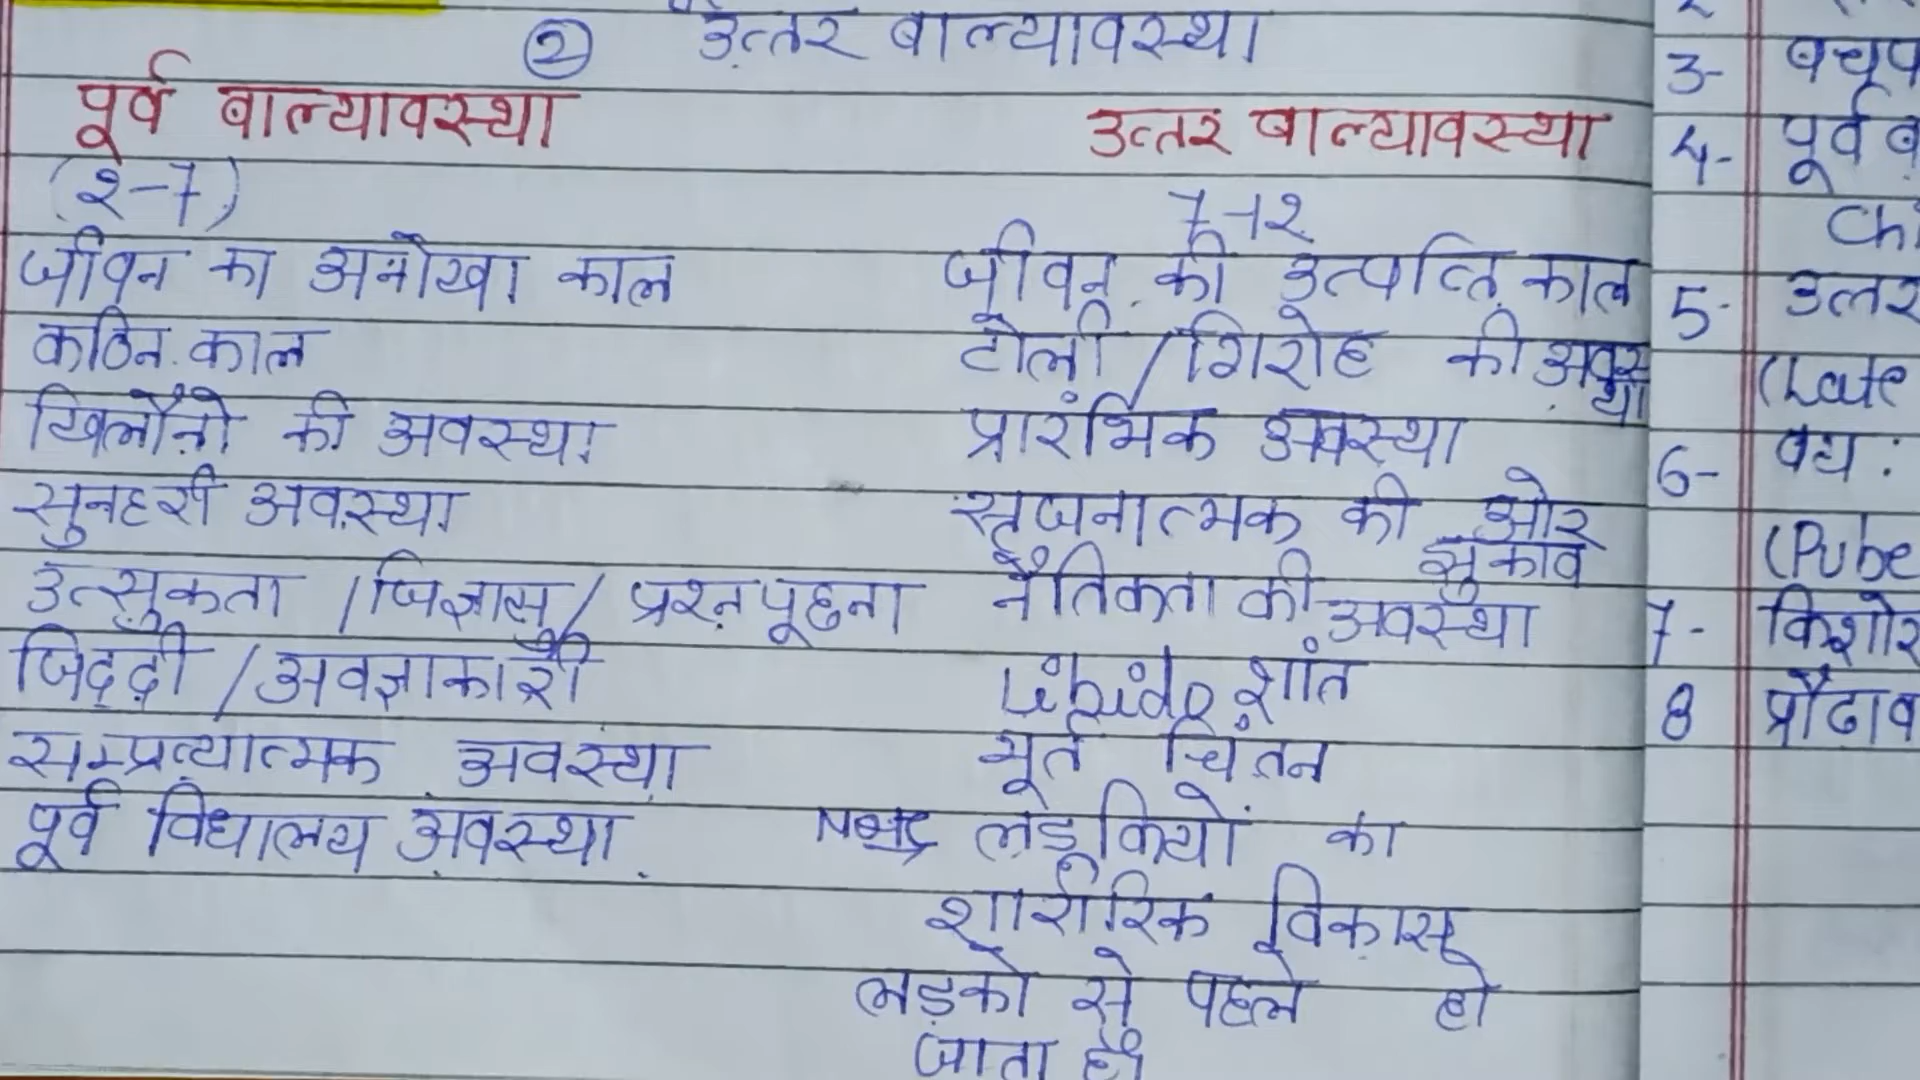 ② उत्तर बाल्यावस्था
पूर्व बाल्यावस्था
(2-7)
जीवन का अनोखा काल
कठिन काल
खिलौनो की अवस्था
सुनहरी अवस्था
उत्सुकता / जिज्ञासु / प्रश्न पूछना
जिद्दी / अवज्ञाकारी
सम्प्रत्यात्मक अवस्था
पूर्व विधालय अवस्था
उत्तर बाल्यावस्था
7-12
जीवन की उत्पत्ति काल
टोली / गिरोह की अवस्था
प्रारंभिक अवस्था
सृजनात्मक की ओर झुकाव
नैतिकता की अवस्था
Libido शांत
मूर्त चिंतन
लड़कियों का
शारीरिक विकास
लड़को से पहले हो
जाता है
3-
4- पूर्व
5- उत्तर
(Late
6- वय:
(Pube
7- किशोर
8